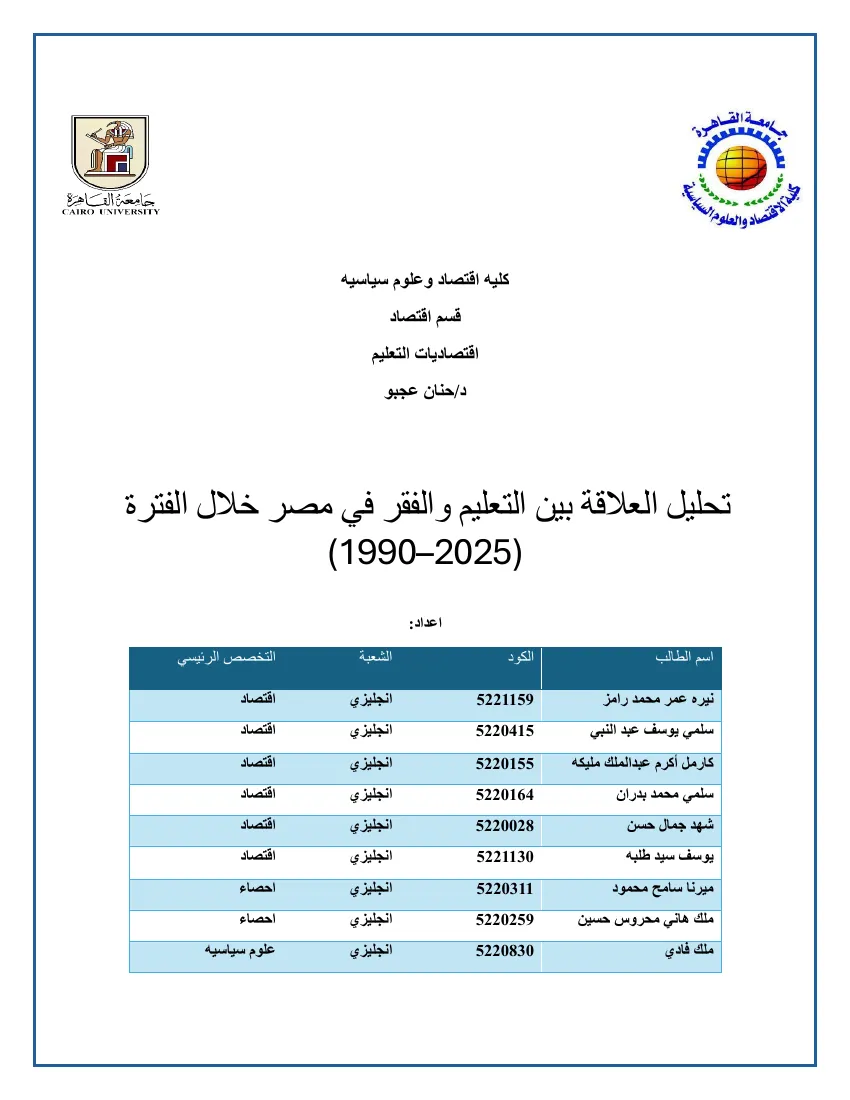 جامعة القاهرة
كلية الاقتصاد والعلوم السياسية
جامعة القاهرة
CAIRO UNIVERSITY
كليه اقتصاد وعلوم سياسيه
قسم اقتصاد
اقتصاديات التعليم
د/حنان عجبو
تحليل العلاقة بين التعليم والفقر في مصر خلال الفترة
(1990–2025)
اعداد:
اسم الطالب الكود الشعبة التخصص الرئيسي
نيره عمر محمد رامز 5221159 انجليزي اقتصاد
سلمي يوسف عبد النبي 5220415 انجليزي اقتصاد
كارمل أكرم عبدالملك مليكه 5220155 انجليزي اقتصاد
سلمي محمد بدران 5220164 انجليزي اقتصاد
شهد جمال حسن 5220028 انجليزي اقتصاد
يوسف سيد طلبه 5221130 انجليزي اقتصاد
ميرنا سامح محمود 5220311 انجليزي احصاء
ملك هاني محروس حسين 5220259 انجليزي احصاء
ملك فادي 5220830 انجليزي علوم سياسيه